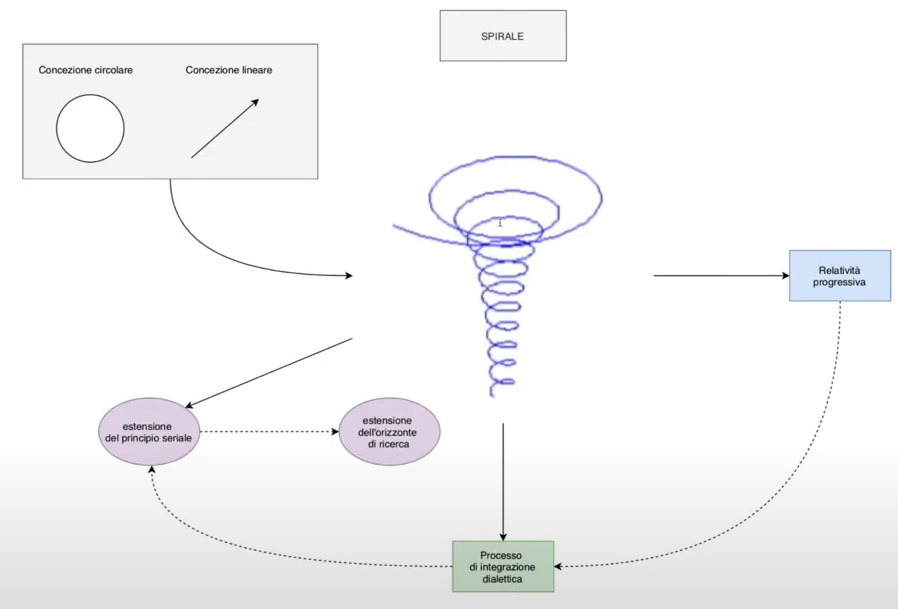 SPIRALE
Concezione circolare
Concezione lineare
Relatività
progressiva
estensione
del principio seriale
estensione
dell'orizzonte
di ricerca
Processo
di integrazione
dialettica